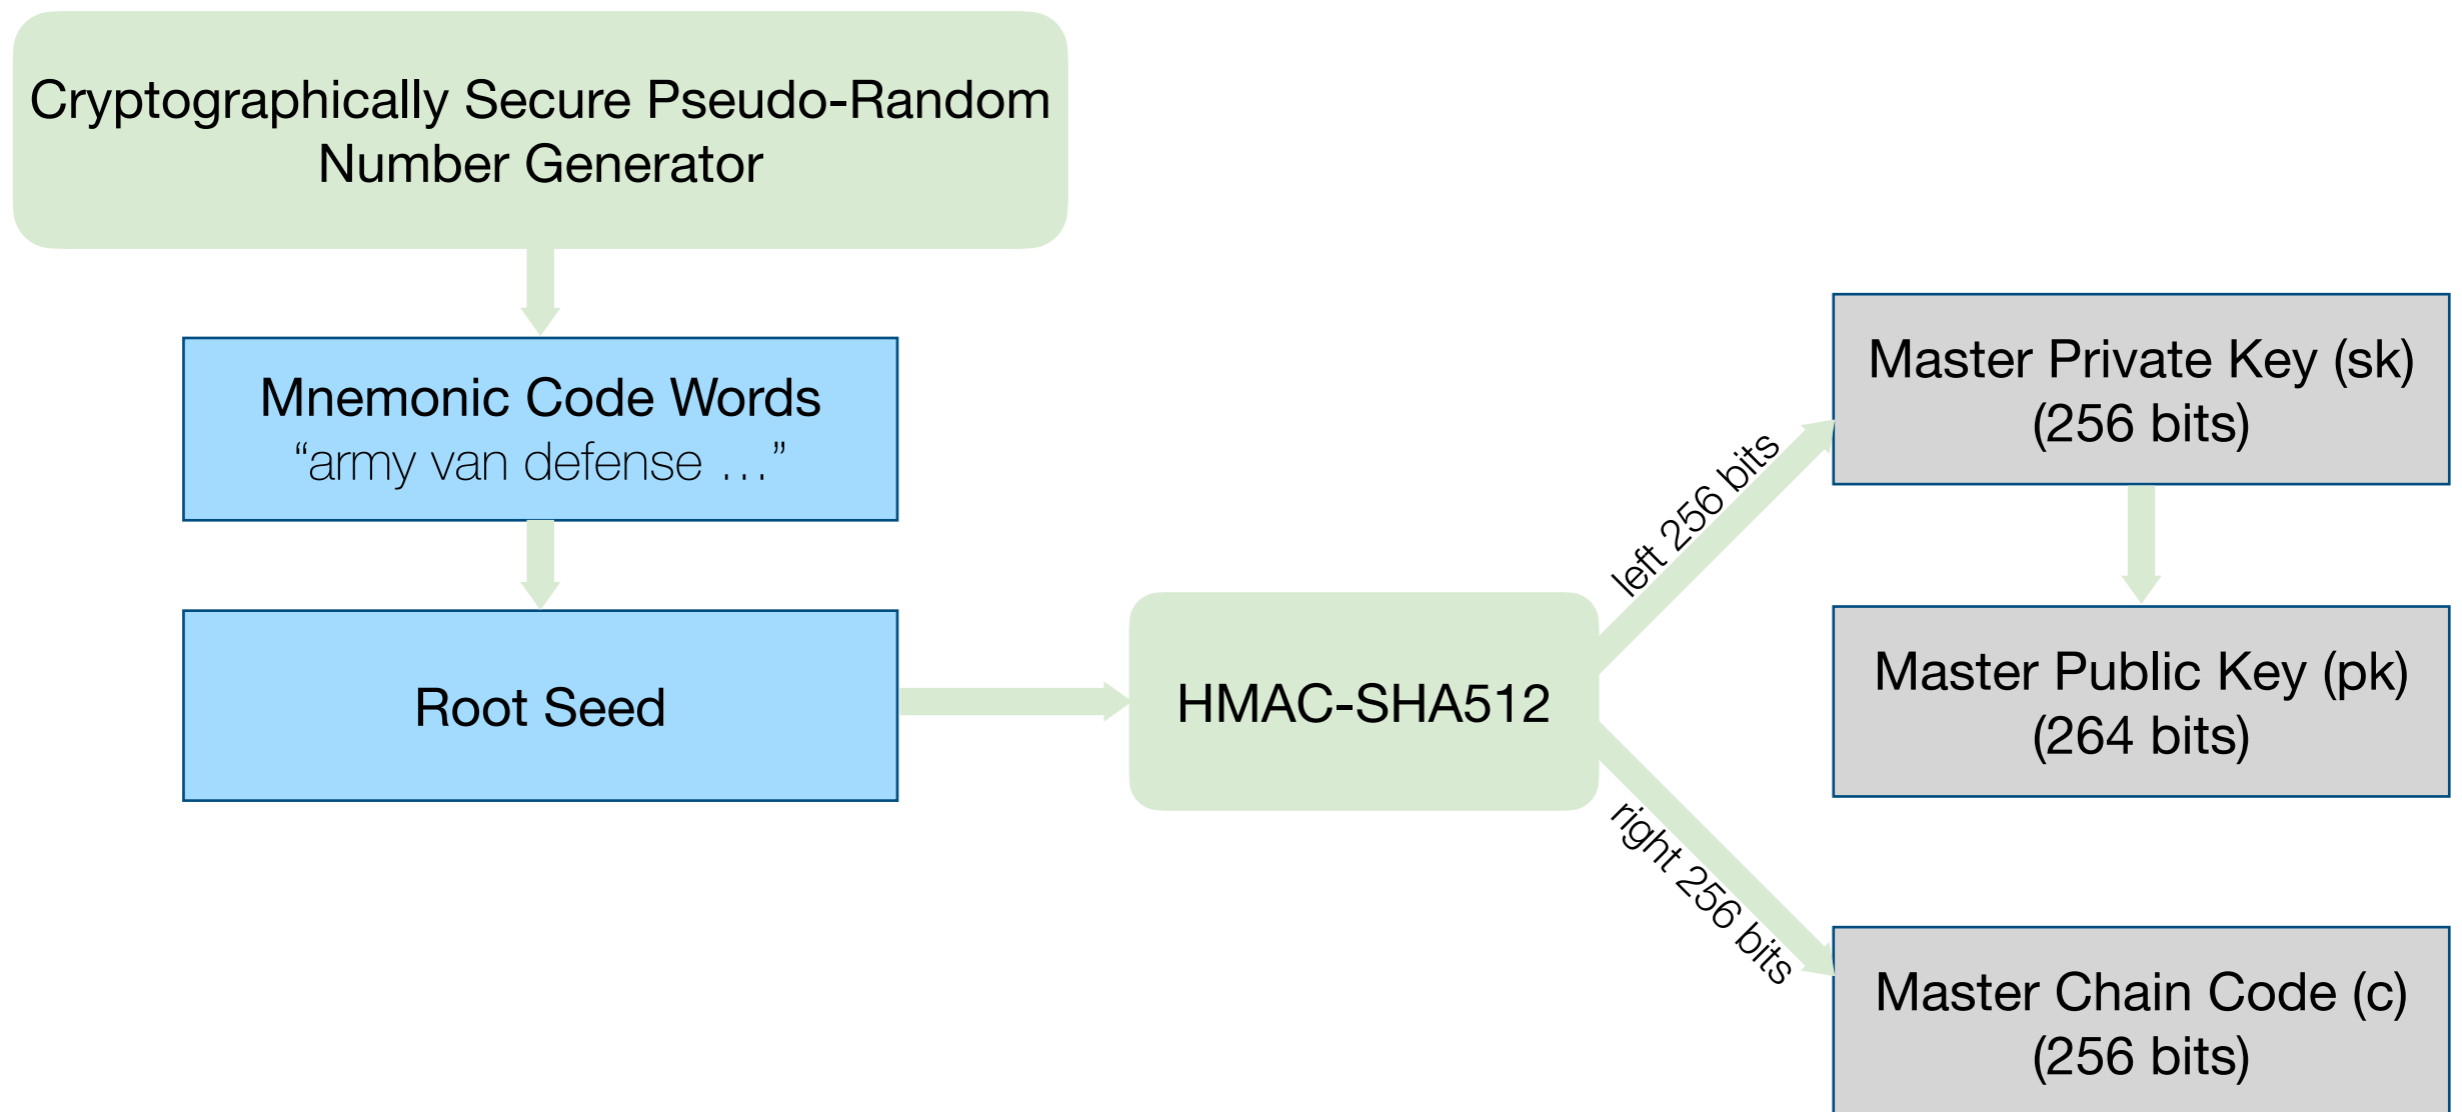 Cryptographically Secure Pseudo-Random
Number Generator
Mnemonic Code Words
“army van defense …”
Root Seed
HMAC-SHA512
left 256 bits
right 256 bits
Master Private Key (sk)
(256 bits)
Master Public Key (pk)
(264 bits)
Master Chain Code (c)
(256 bits)